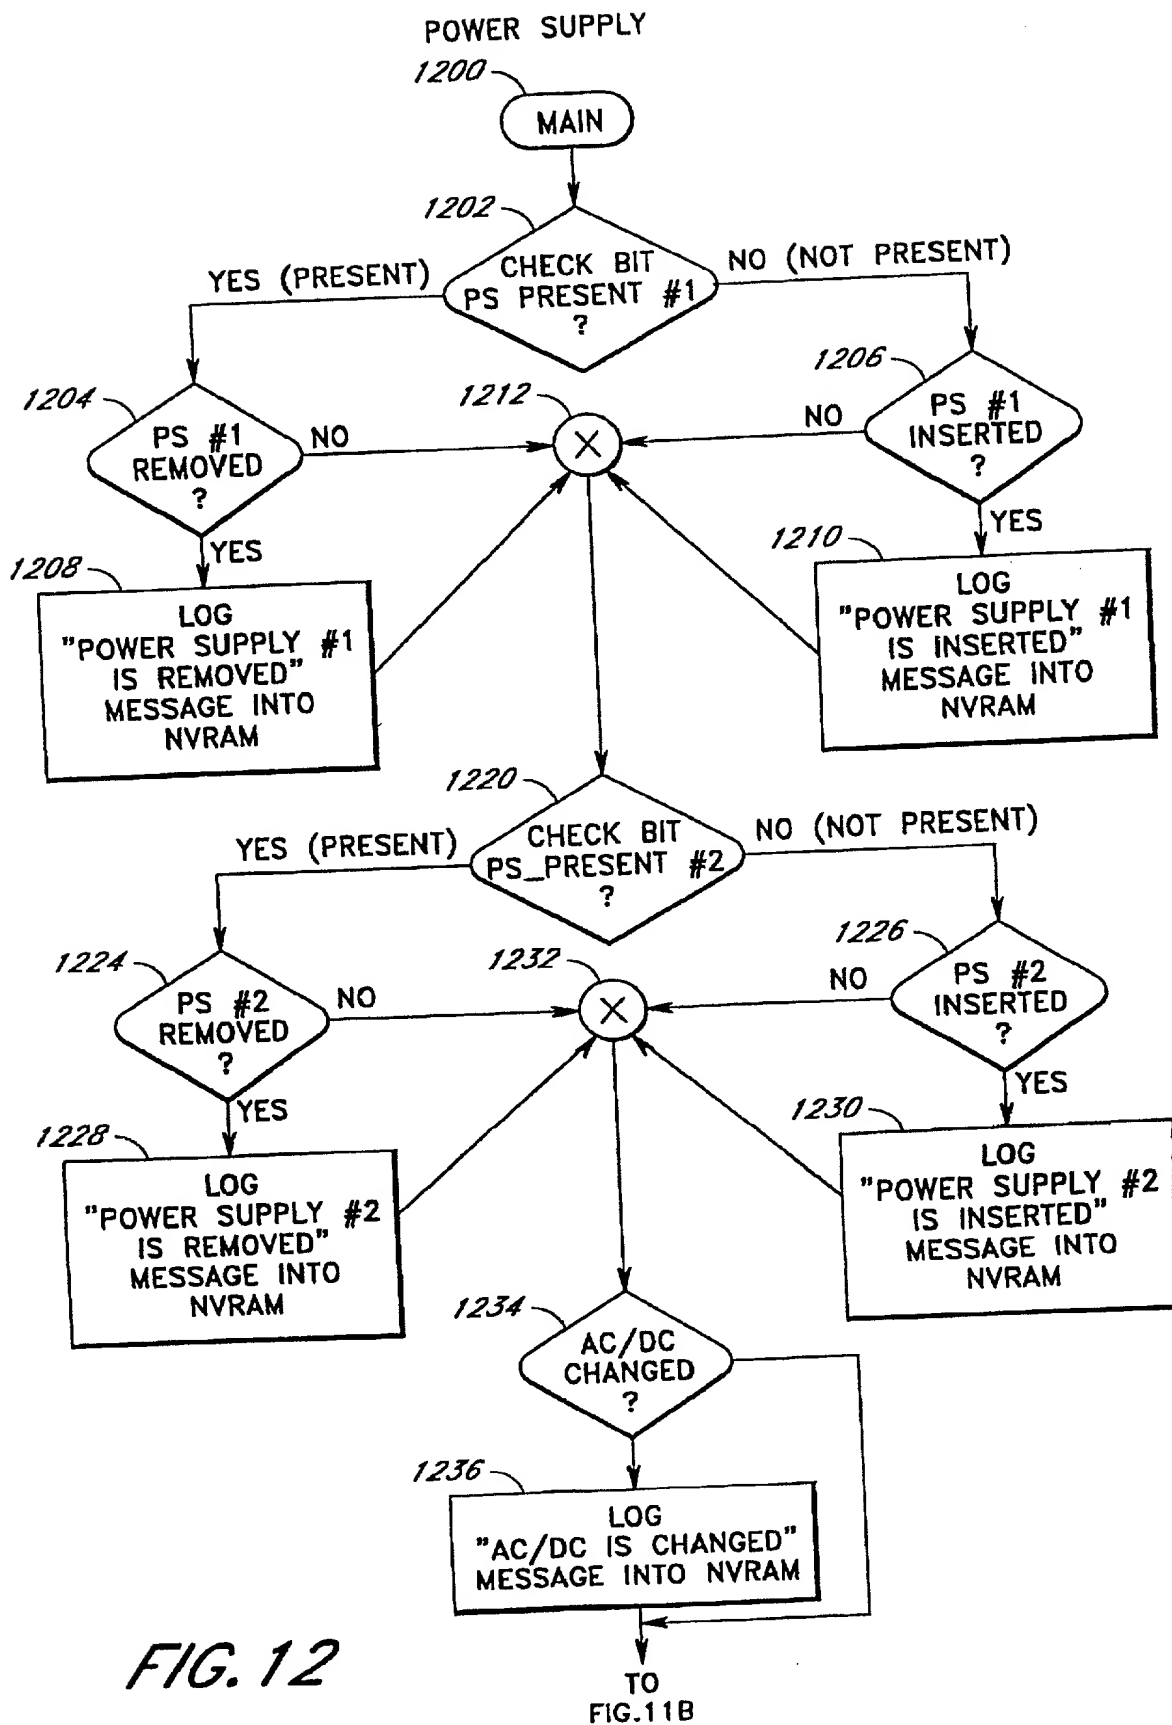 POWER SUPPLY
1200
MAIN
1202
CHECK BIT
PS PRESENT #1
?
YES (PRESENT)
NO (NOT PRESENT)
1204
PS #1
REMOVED
?
NO
YES
1212
X
1206
PS #1
INSERTED
?
NO
YES
1208
LOG
"POWER SUPPLY #1
IS REMOVED"
MESSAGE INTO
NVRAM
1210
LOG
"POWER SUPPLY #1
IS INSERTED"
MESSAGE INTO
NVRAM
1220
CHECK BIT
PS_PRESENT #2
?
YES (PRESENT)
NO (NOT PRESENT)
1224
PS #2
REMOVED
?
NO
YES
1232
X
1226
PS #2
INSERTED
?
NO
YES
1228
LOG
"POWER SUPPLY #2
IS REMOVED"
MESSAGE INTO
NVRAM
1230
LOG
"POWER SUPPLY #2
IS INSERTED"
MESSAGE INTO
NVRAM
1234
AC/DC
CHANGED
?
1236
LOG
"AC/DC IS CHANGED"
MESSAGE INTO NVRAM
TO
FIG.11B
FIG. 12